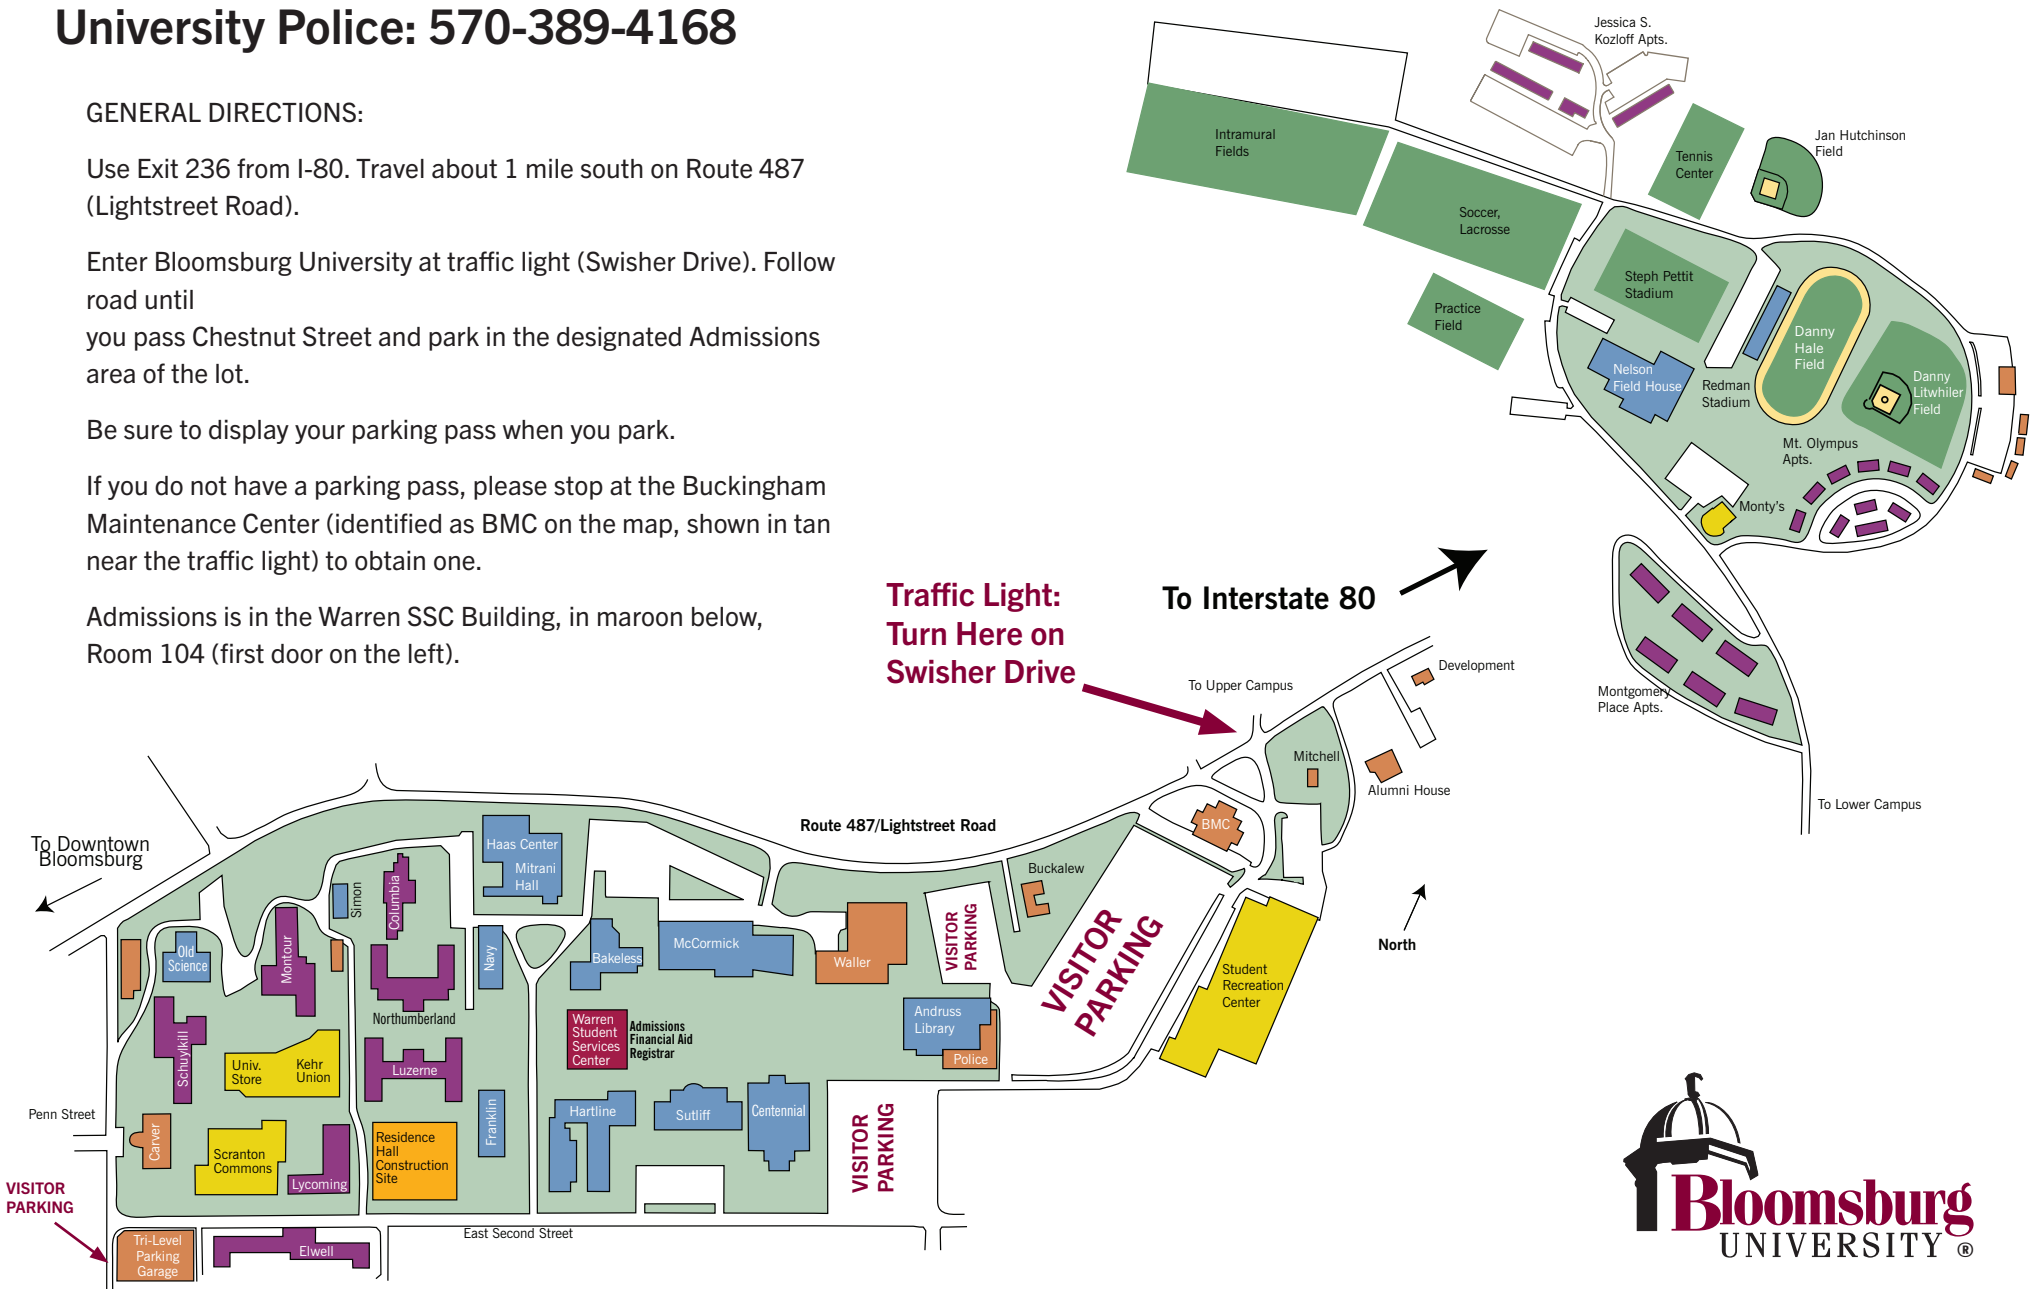 University Police: 570-389-4168
GENERAL DIRECTIONS:
Use Exit 236 from I-80. Travel about 1 mile south on Route 487
(Lightstreet Road).
Enter Bloomsburg University at traffic light (Swisher Drive). Follow
road until
you pass Chestnut Street and park in the designated Admissions
area of the lot.
Be sure to display your parking pass when you park.
If you do not have a parking pass, please stop at the Buckingham
Maintenance Center (identified as BMC on the map, shown in tan
near the traffic light) to obtain one.
Admissions is in the Warren SSC Building, in maroon below,
Room 104 (first door on the left).
Jessica S.
Kozloff Apts.
Intramural
Fields
Tennis
Center
Jan Hutchinson
Field
Soccer,
Lacrosse
Steph Pettit
Stadium
Practice
Field
Nelson
Field House
Redman
Stadium
Danny
Hale
Field
Danny
Litwhiler
Field
Mt. Olympus
Apts.
Monty's
Montgomery
Place Apts.
To Lower Campus
Traffic Light:
Turn Here on
Swisher Drive
To Interstate 80
To Upper Campus
Development
Mitchell
Alumni House
BMC
Route 487/Lightstreet Road
Buckalew
To Downtown
Bloomsburg
Haas Center
Mitrani
Hall
Simon
Columbia
Old
Science
Montour
Navy
Bakeless
McCormick
Waller
VISITOR
PARKING
VISITOR
PARKING
Student
Recreation
Center
North
Northumberland
Warren
Student
Services
Center
Admissions
Financial Aid
Registrar
Andruss
Library
Police
Schuylkill
Univ.
Store
Kehr
Union
Luzerne
Franklin
Hartline
Sutliff
Centennial
VISITOR
PARKING
Penn Street
Carver
Scranton
Commons
Lycoming
Residence
Hall
Construction
Site
VISITOR
PARKING
Tri-Level
Parking
Garage
Elwell
East Second Street
Bloomsburg
UNIVERSITY ®